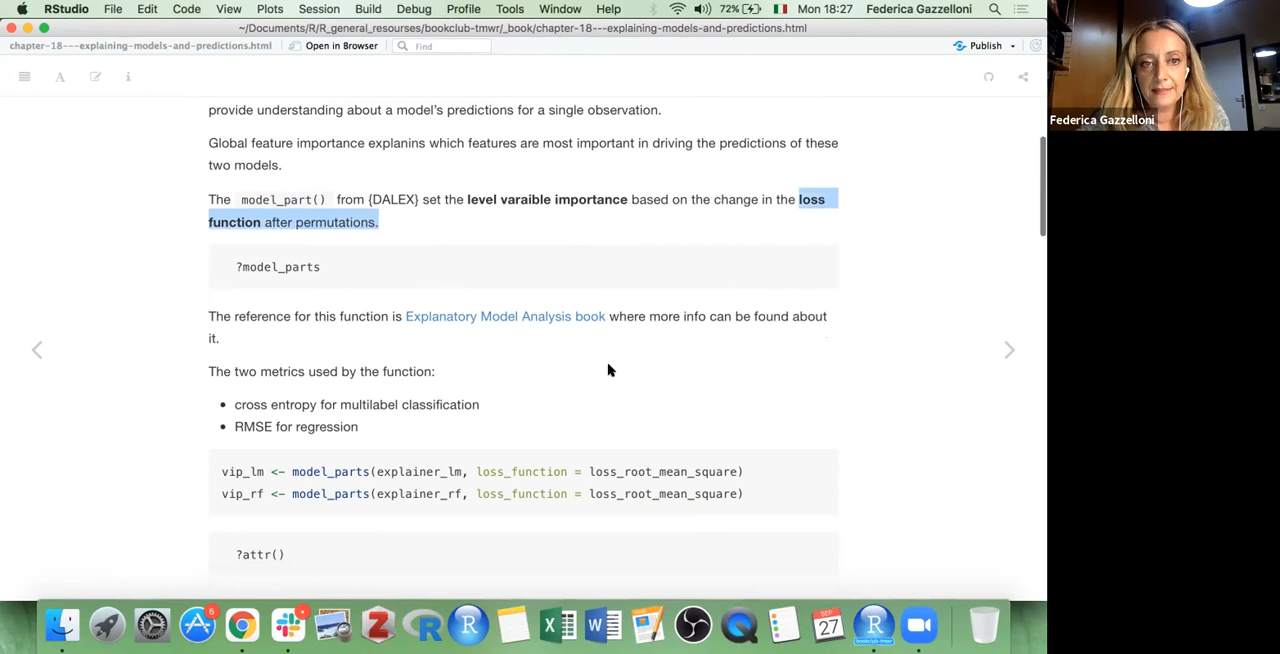 RStudio File Edit Code View Plots Session Build Debug Profile Tools Window Help 72% Mon 18:27 Federica Gazzelloni
~/Documents/R/R_general_resourses/bookclub-tmwr/_book/chapter-18---explaining-models-and-predictions.html
chapter-18---explaining-models-and-predictions.html Open in Browser Find Publish
A i
provide understanding about a model's predictions for a single observation.
Global feature importance explanins which features are most important in driving the predictions of these
two models.
The model_part() from {DALEX} set the level varaible importance based on the change in the loss
function after permutations.
?model_parts
The reference for this function is Explanatory Model Analysis book where more info can be found about
it.
The two metrics used by the function:
• cross entropy for multilabel classification
• RMSE for regression
vip_lm <- model_parts(explainer_lm, loss_function = loss_root_mean_square)
vip_rf <- model_parts(explainer_rf, loss_function = loss_root_mean_square)
?attr()
Federica Gazzelloni
5
Z R R X W Q SEP 27 R
bookclub-tmwr